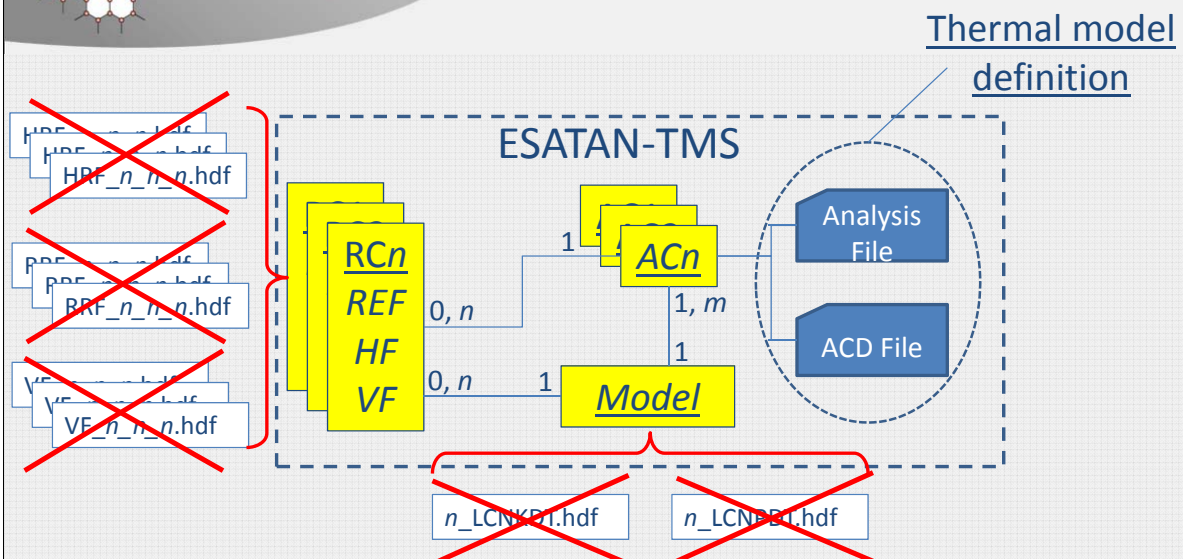 Thermal model
definition
ESATAN-TMS
HRF_n_n_n.hdf
RRF_n_n_n.hdf
VF_n_n_n.hdf
RCn
REF
HF
VF
0, n
0, n
1
1
ACn
1, m
1
Model
Analysis
File
ACD File
n_LCNKDT.hdf
n_LCNPDT.hdf